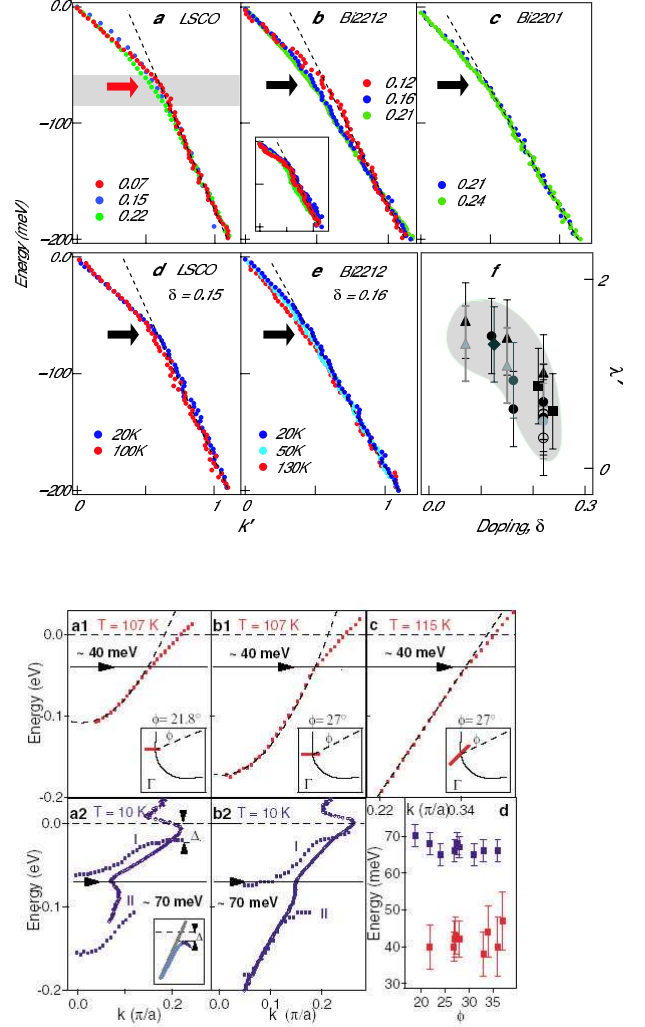 0.0
a LSCO
b Bi2212
c Bi2201
0.12
0.16
0.21
−100
0.07
0.15
0.22
0.21
0.24
Energy (meV)
−200
0.0
d LSCO
δ = 0.15
e Bi2212
δ = 0.16
f
2
λ'
−100
20K
100K
20K
50K
130K
0
−200
0 1 0 1 0.0 0.3
k' Doping, δ
a1 T = 107 K
b1 T = 107 K
c T = 115 K
0.0
~ 40 meV
~ 40 meV
~ 40 meV
Energy (eV)
-0.1
ϕ= 21.8°
ϕ= 27°
ϕ= 27°
ϕ
ϕ
ϕ
Γ
Γ
Γ
-0.2
a2 T = 10 K
b2 T = 10 K
0.22 k (π/a) 0.34 d
0.0
I
Δ
I
70
60
Energy (eV)
Energy (meV)
~ 70 meV
~ 70 meV
-0.1
II
II
50
40
Δ
30
-0.2
0.0 0.2 0.0 0.2
20 25 30 35
k (π/a) k (π/a) ϕ